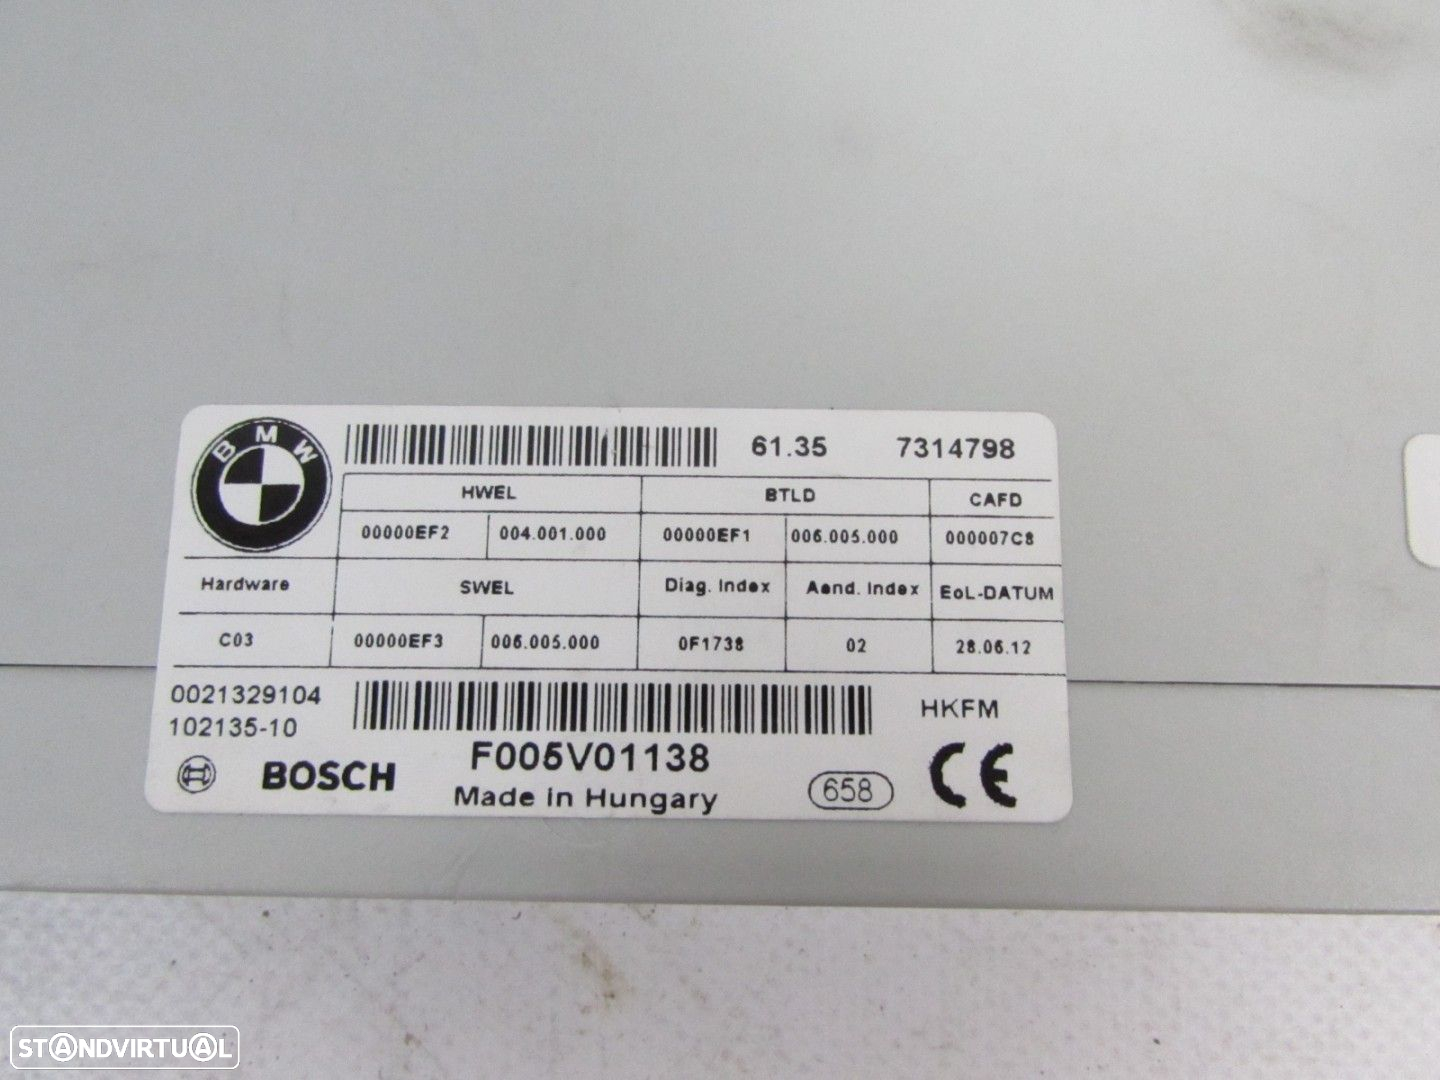 BMW
61.35 7314798
HWEL BTLD CAFD
00000EF2 004.001.000 00000EF1 006.005.000 000007C8
Hardware SWEL Diag. Index Aend. Index EoL-DATUM
C03 00000EF3 006.005.000 0F1738 02 28.06.12
0021329104 HKFM
102135-10
BOSCH F005V01138 658 CE
Made in Hungary
STANDVIRTUAL